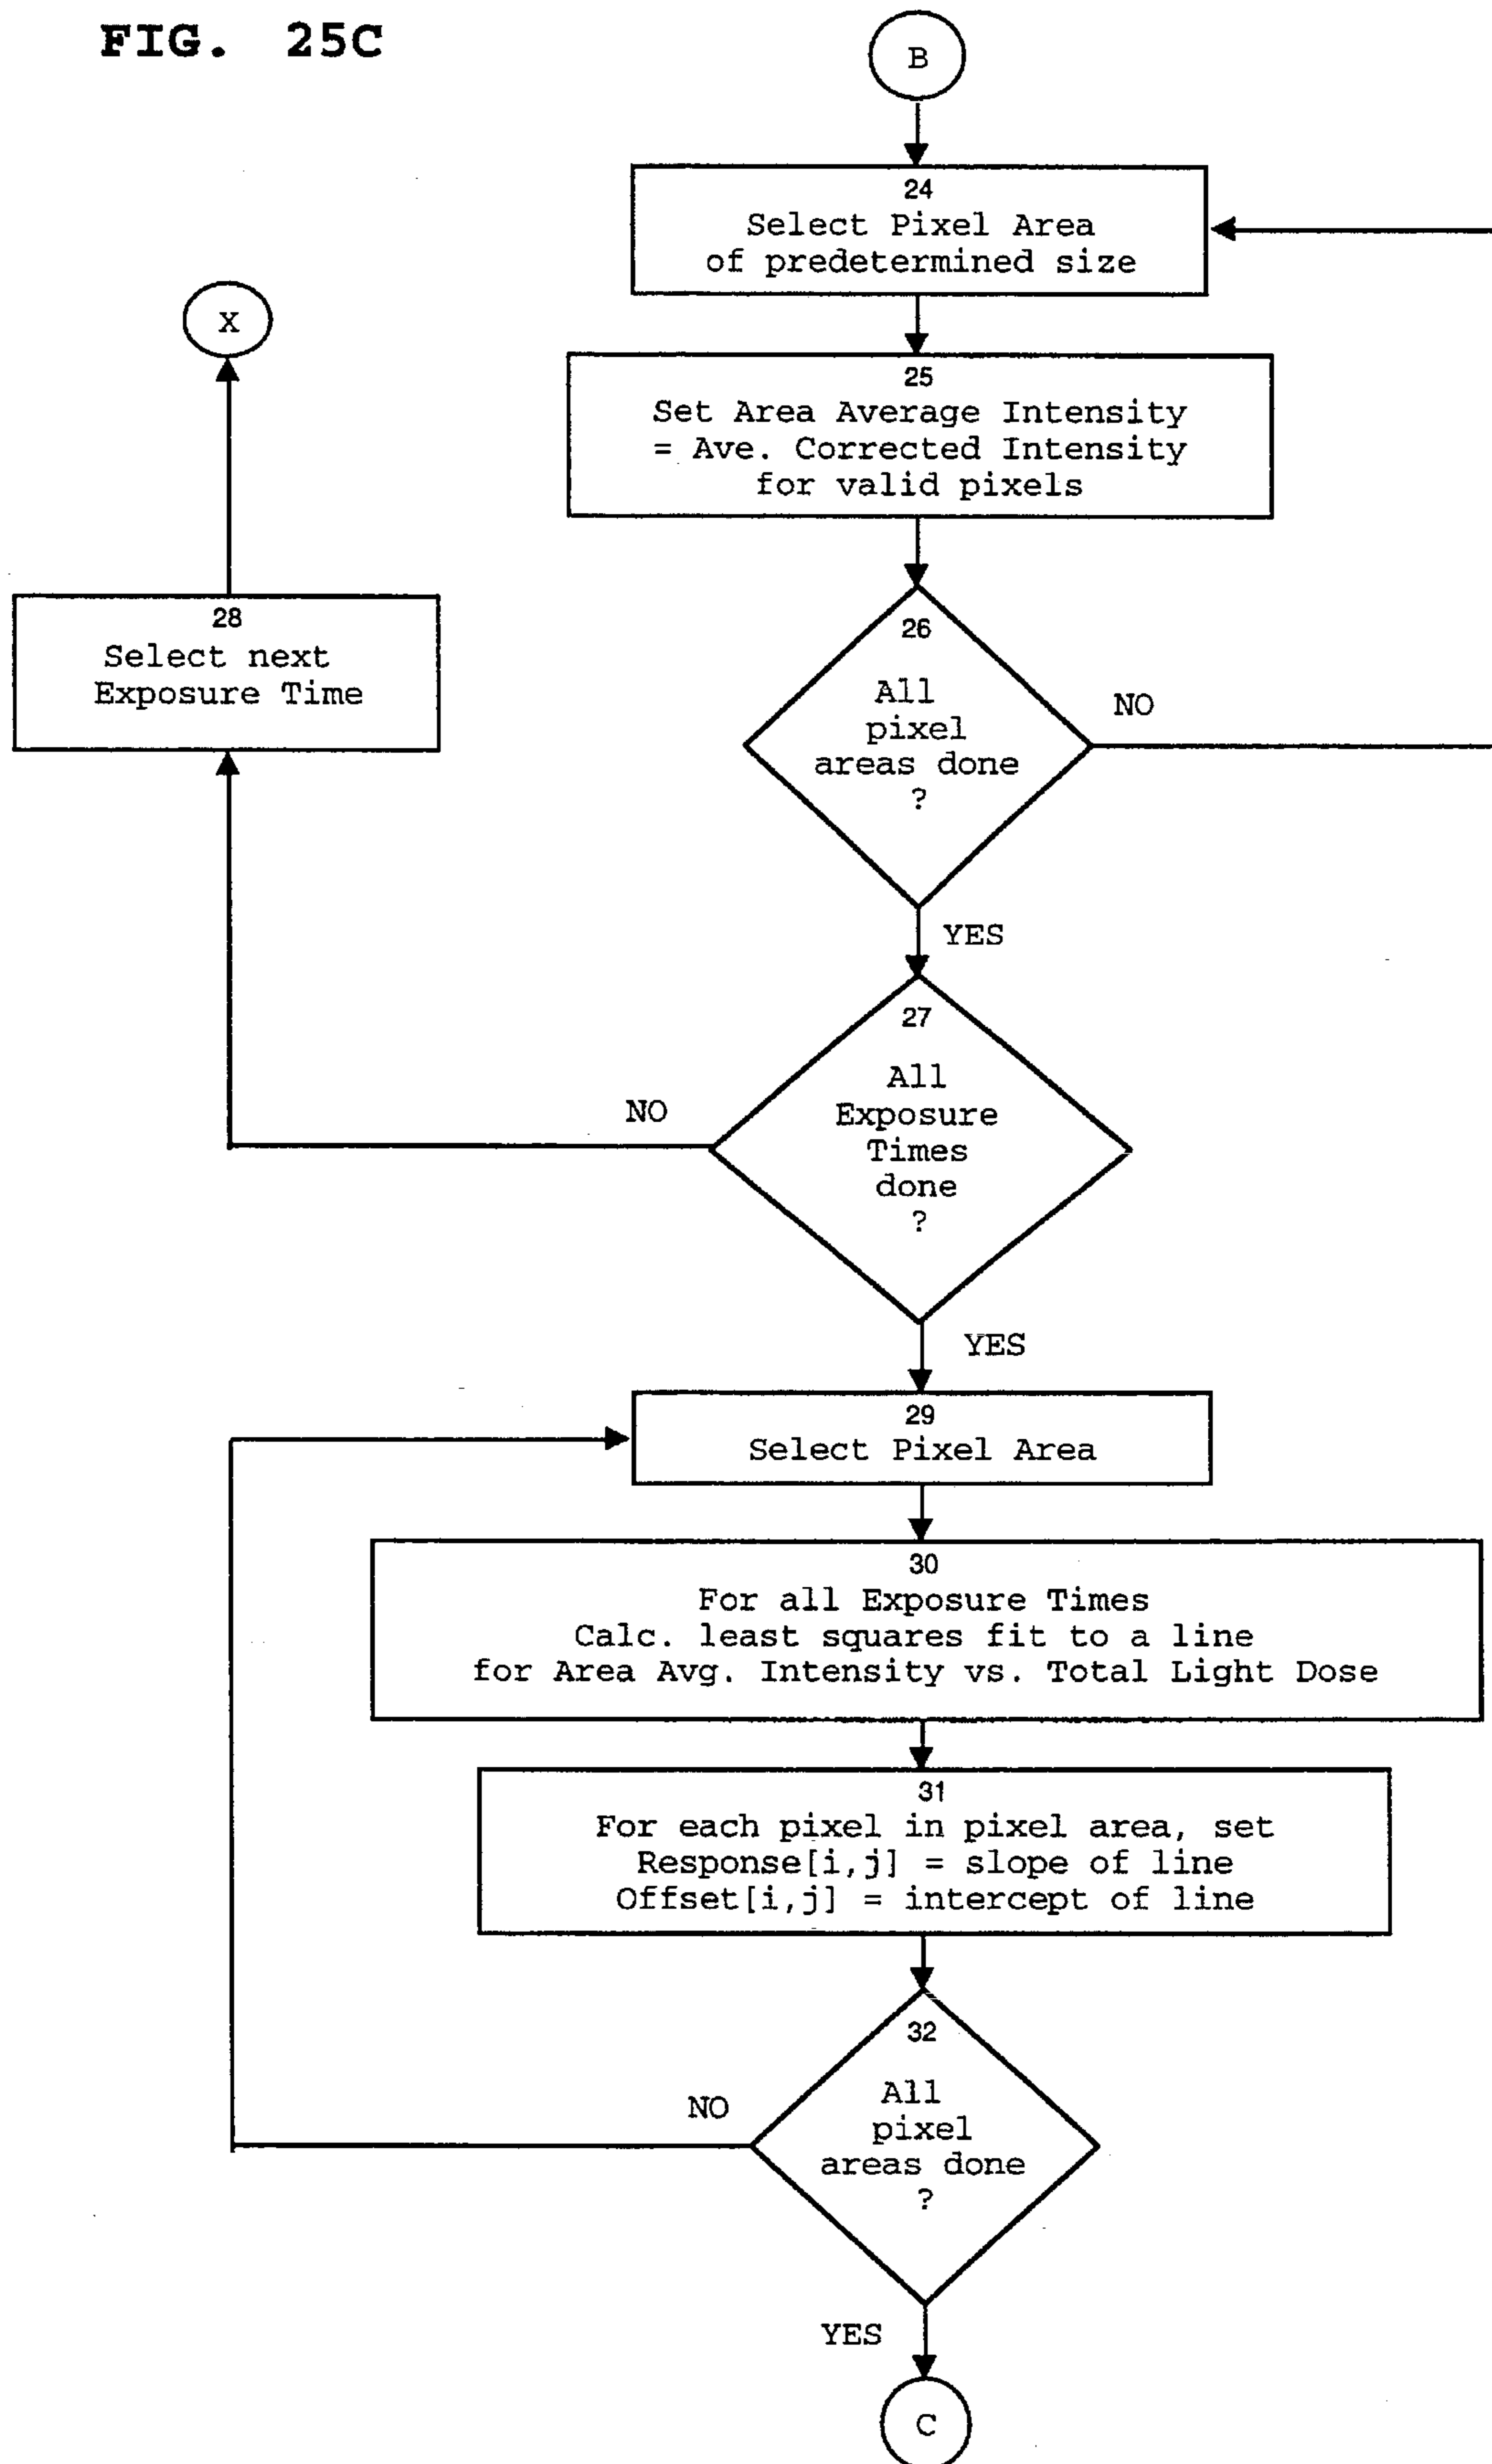 FIG. 25C
B
24
Select Pixel Area
of predetermined size
X
25
Set Area Average Intensity
= Ave. Corrected Intensity
for valid pixels
28
Select next
Exposure Time
26
All
pixel
areas done
?
NO
YES
27
All
Exposure
Times
done
?
NO
YES
29
Select Pixel Area
30
For all Exposure Times
Calc. least squares fit to a line
for Area Avg. Intensity vs. Total Light Dose
31
For each pixel in pixel area, set
Response[i,j] = slope of line
Offset[i,j] = intercept of line
32
All
pixel
areas done
?
NO
YES
C